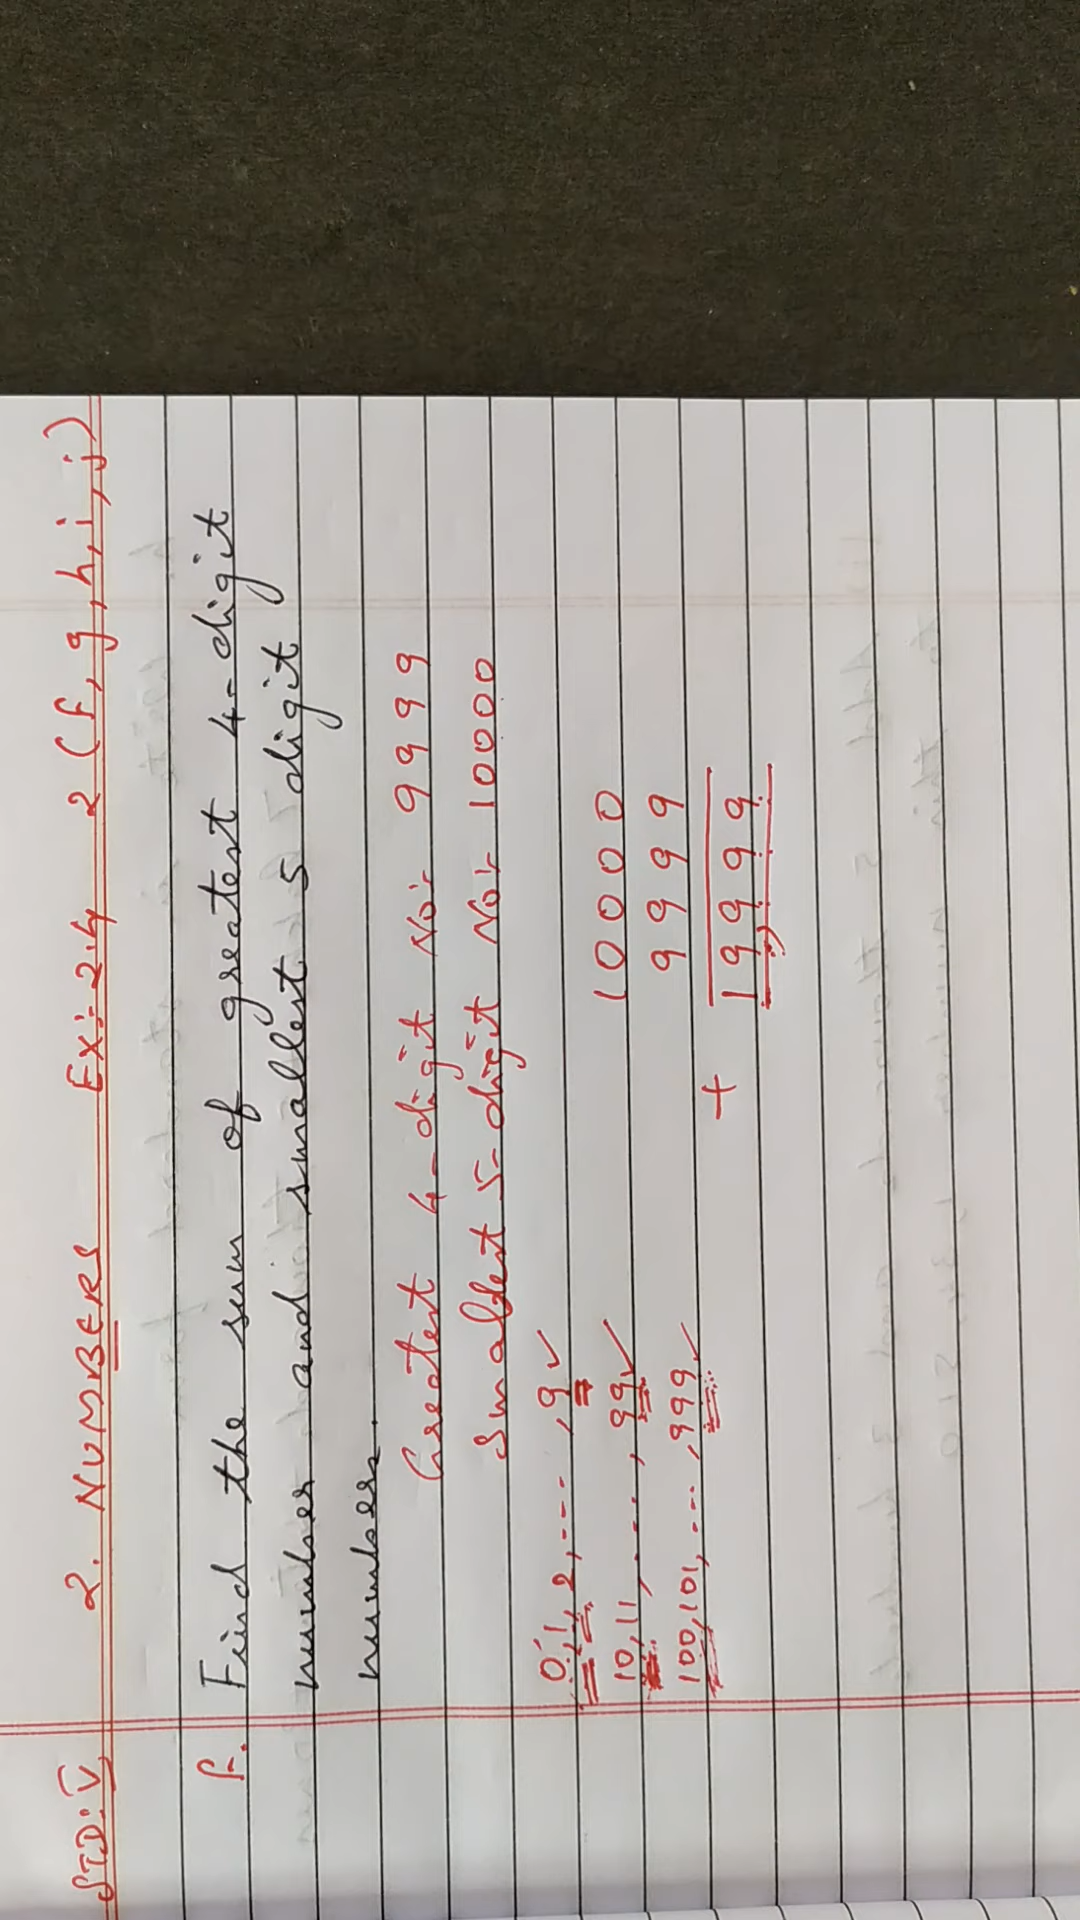 STD: V 2. NUMBERS Ex:- 2.4 2 (f, g, h, i, j)
f. Find the sum of greatest 4-digit
number and smallest 5 digit
numbers.
Greatest 4-digit No:- 9999
Smallest 5-digit No:- 10000
0,1,2,...,9 ✓ 10000
10,11,...,99 ✓ 9999
100,101,...,999 ✓ +
19999